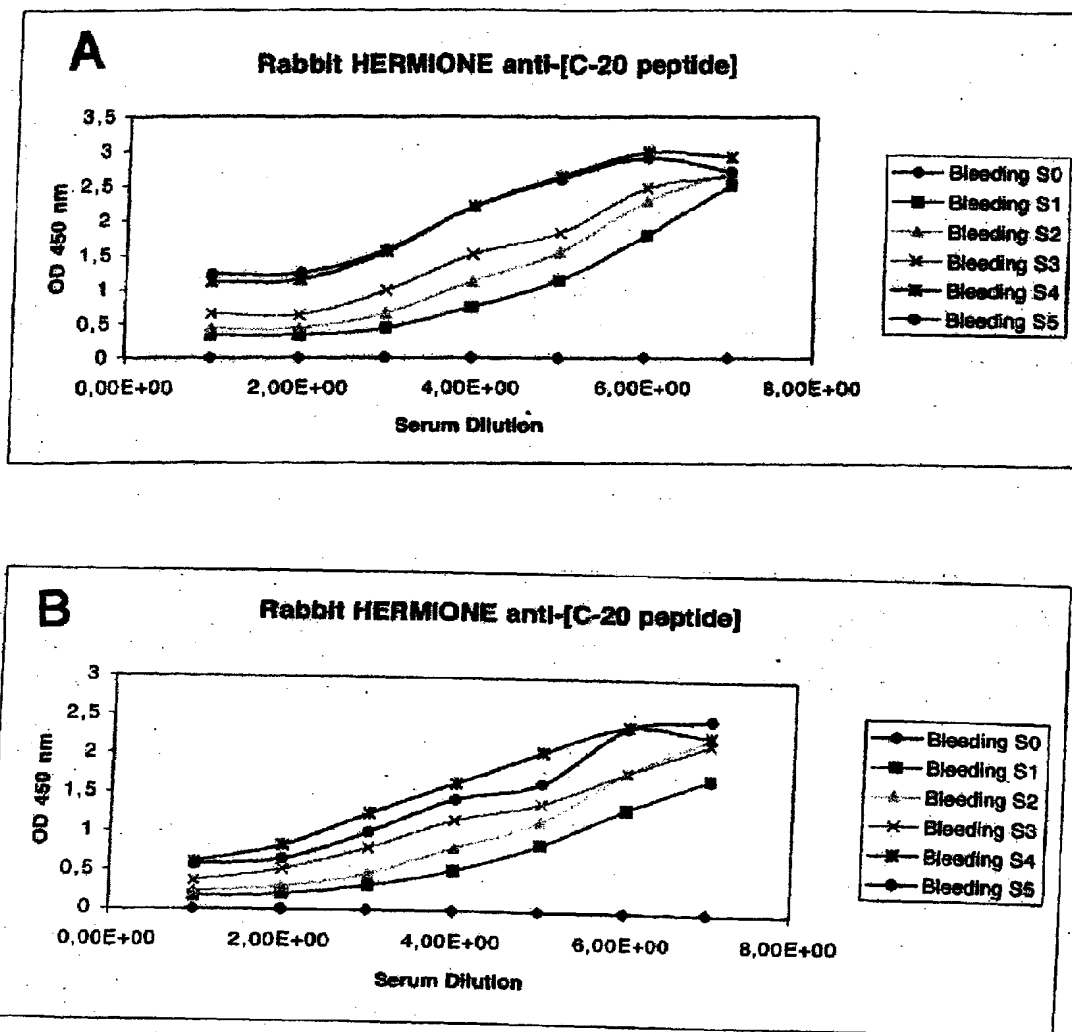 A
Rabbit HERMIONE anti-[C-20 peptide]
3,5
3
2,5
2
1,5
1
0,5
0
OD 450 nm
0,00E+00 2,00E+00 4,00E+00 6,00E+00 8,00E+00
Serum Dilution
Bleeding S0
Bleeding S1
Bleeding S2
Bleeding S3
Bleeding S4
Bleeding S5
B
Rabbit HERMIONE anti-[C-20 peptide]
3
2,5
2
1,5
1
0,5
0
OD 450 nm
0,00E+00 2,00E+00 4,00E+00 6,00E+00 8,00E+00
Serum Dilution
Bleeding S0
Bleeding S1
Bleeding S2
Bleeding S3
Bleeding S4
Bleeding S5